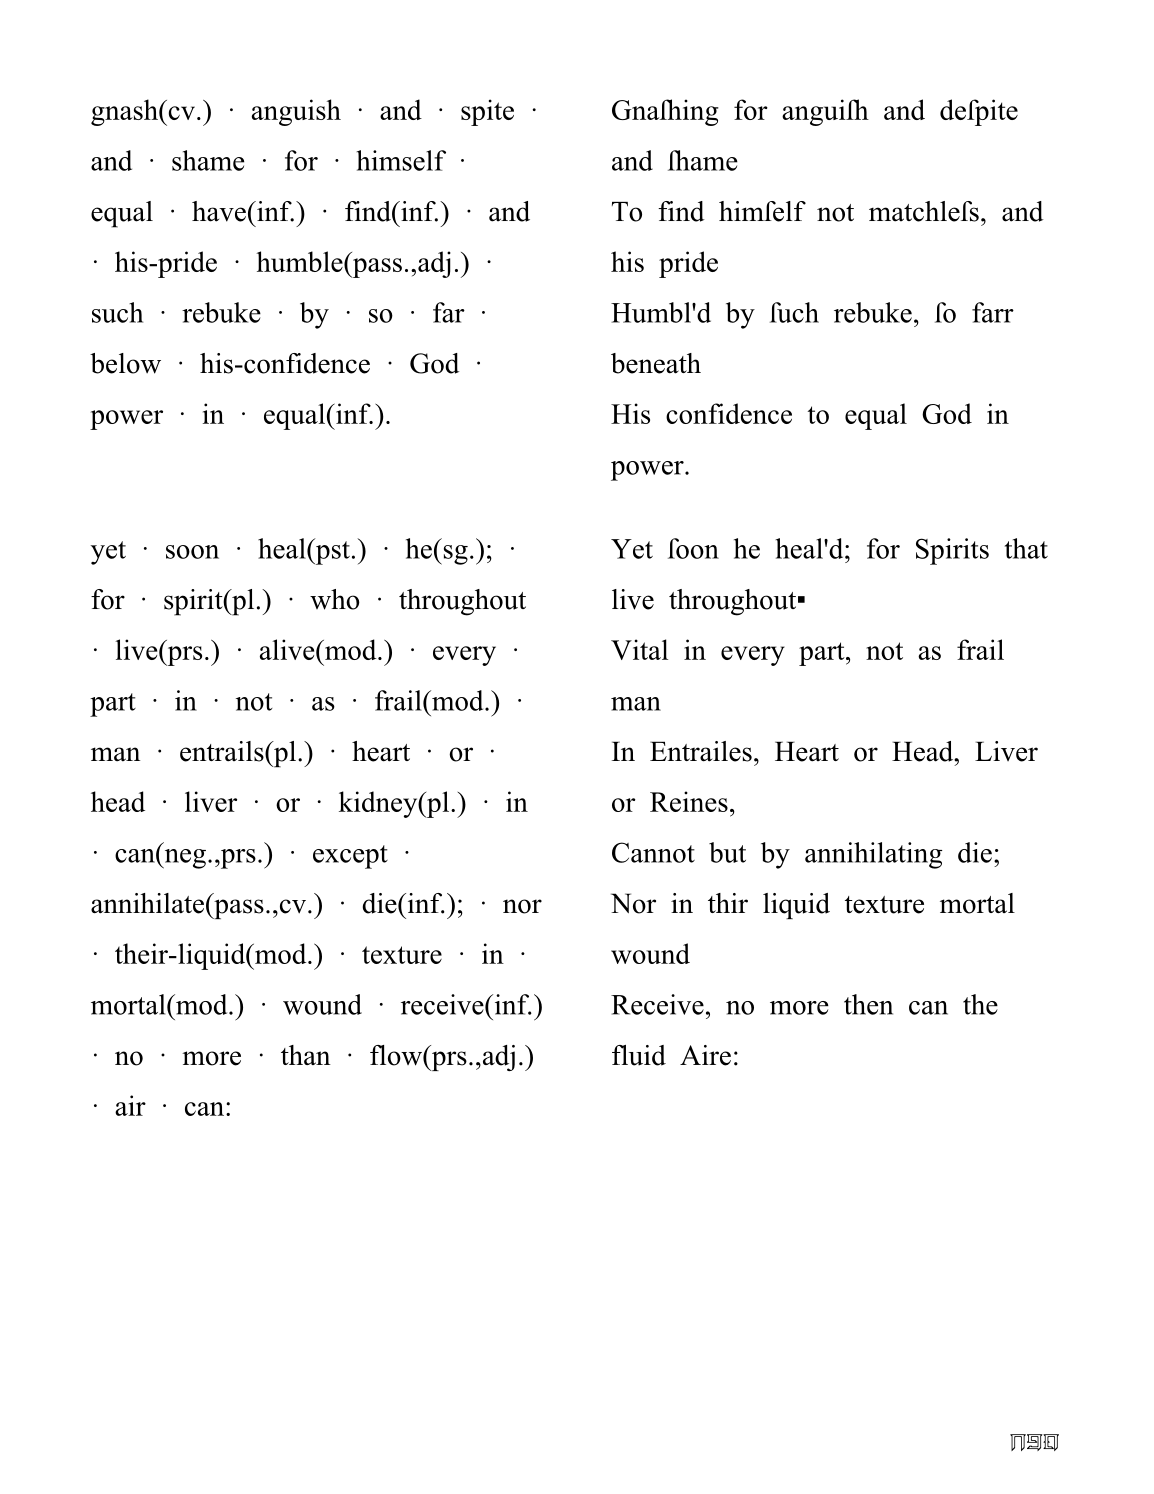 gnash(cv.) · anguish · and · spite ·
and · shame · for · himself ·
equal · have(inf.) · find(inf.) · and
· his-pride · humble(pass.,adj.) ·
such · rebuke · by · so · far ·
below · his-confidence · God ·
power · in · equal(inf.).
Gnaſhing for anguiſh and deſpite
and ſhame
To find himſelf not matchleſs, and
his pride
Humbl'd by ſuch rebuke, ſo farr
beneath
His confidence to equal God in
power.
yet · soon · heal(pst.) · he(sg.); ·
for · spirit(pl.) · who · throughout
· live(prs.) · alive(mod.) · every ·
part · in · not · as · frail(mod.) ·
man · entrails(pl.) · heart · or ·
head · liver · or · kidney(pl.) · in
· can(neg.,prs.) · except ·
annihilate(pass.,cv.) · die(inf.); · nor
· their-liquid(mod.) · texture · in ·
mortal(mod.) · wound · receive(inf.)
· no · more · than · flow(prs.,adj.)
· air · can:
Yet ſoon he heal'd; for Spirits that
live throughout▪
Vital in every part, not as frail
man
In Entrailes, Heart or Head, Liver
or Reines,
Cannot but by annihilating die;
Nor in thir liquid texture mortal
wound
Receive, no more then can the
fluid Aire: